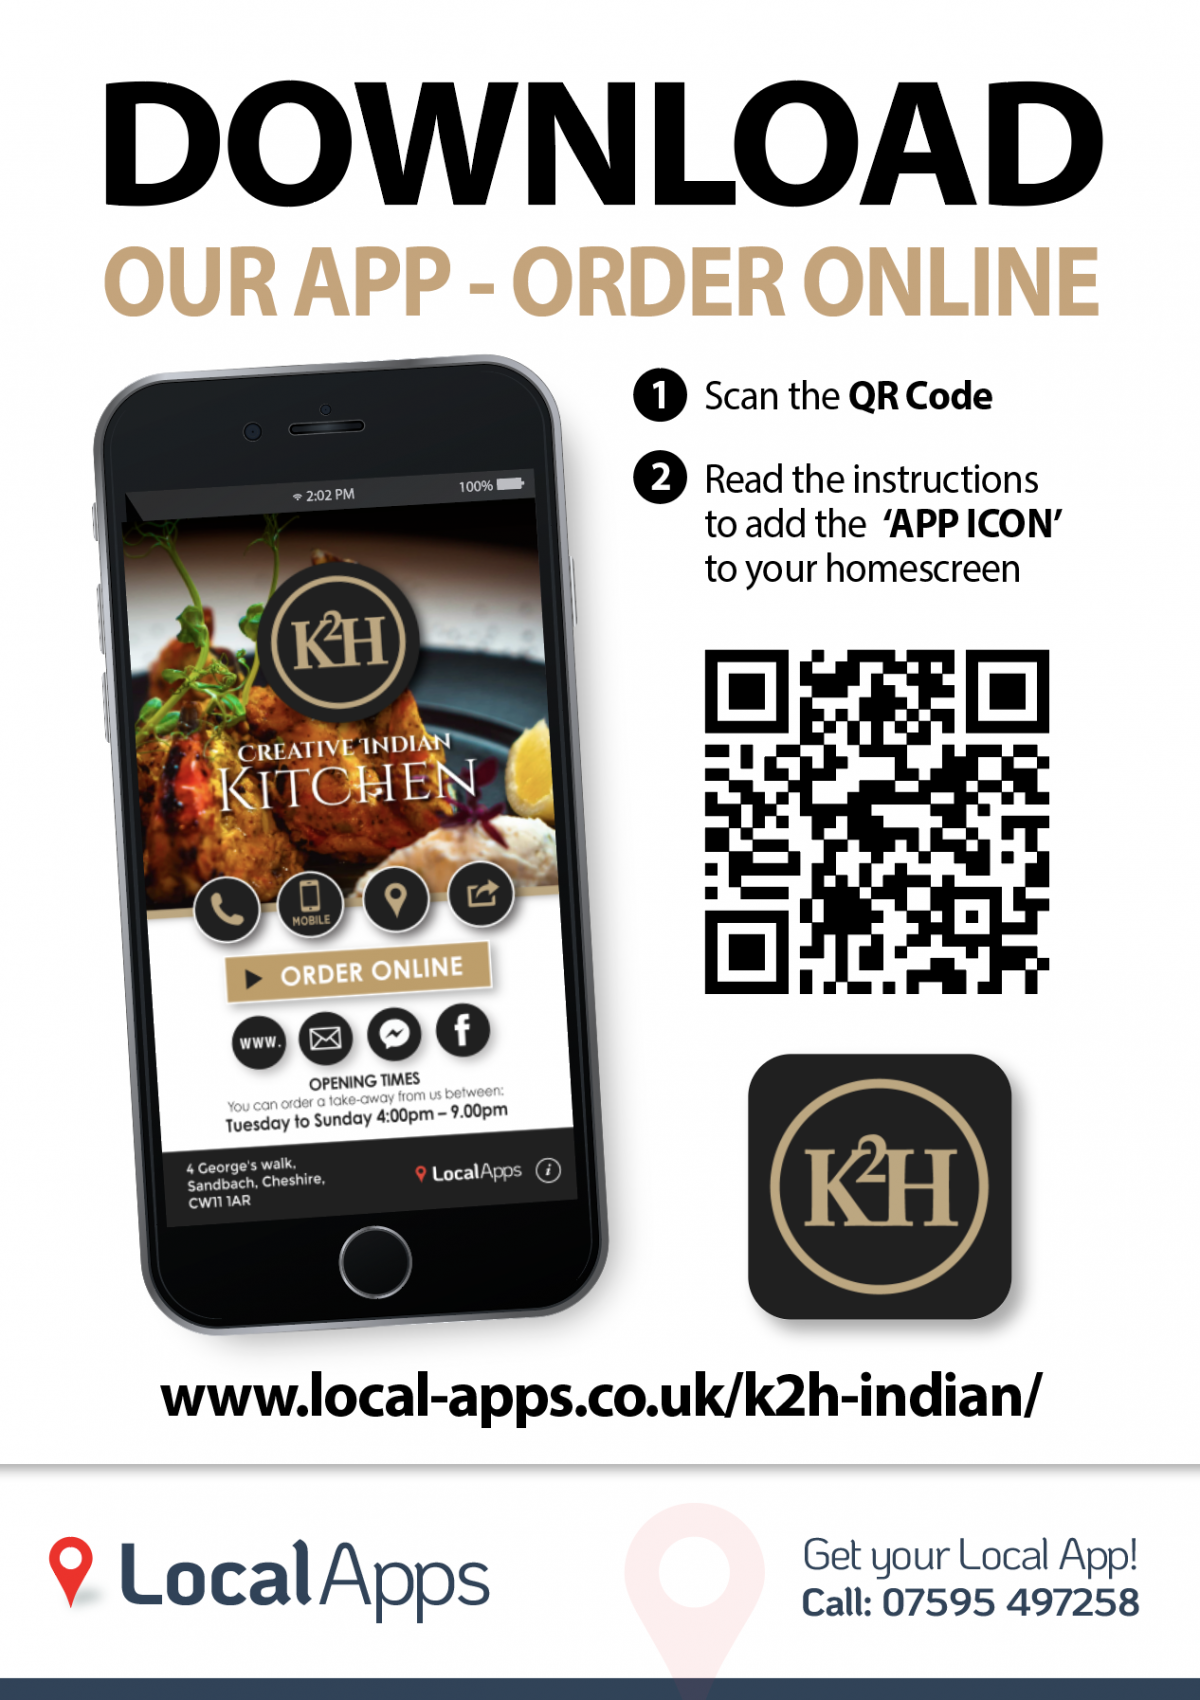 DOWNLOAD
OUR APP - ORDER ONLINE
1 Scan the QR Code
2 Read the instructions
to add the ‘APP ICON’
to your homescreen
2:02 PM 100%
K2H
CREATIVE INDIAN
KITCHEN
MOBILE
ORDER ONLINE
www.
f
OPENING TIMES
You can order a take-away from us between:
Tuesday to Sunday 4:00pm – 9.00pm
4 George's walk,
Sandbach, Cheshire,
CW11 1AR
LocalApps i
K2H
www.local-apps.co.uk/k2h-indian/
LocalApps
Get your Local App!
Call: 07595 497258